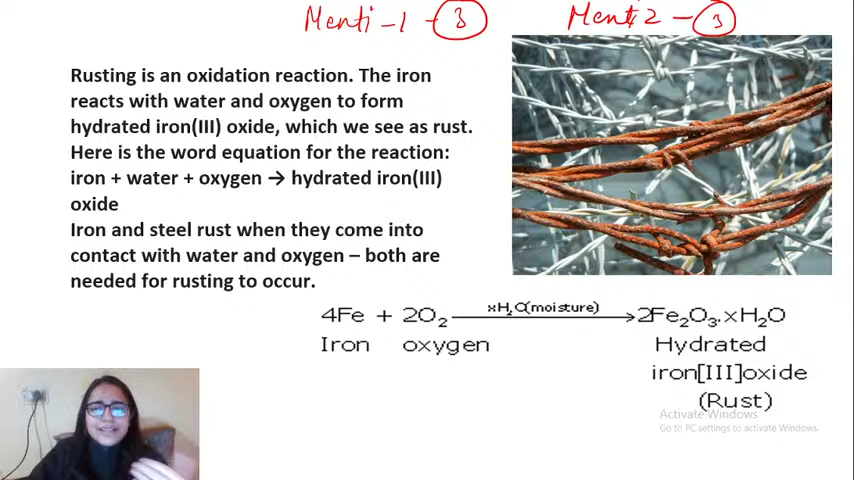 Menti-1-③ Menti 2-③
Rusting is an oxidation reaction. The iron
reacts with water and oxygen to form
hydrated iron(III) oxide, which we see as rust.
Here is the word equation for the reaction:
iron + water + oxygen → hydrated iron(III)
oxide
Iron and steel rust when they come into
contact with water and oxygen – both are
needed for rusting to occur.
4Fe + 2O₂ xH₂O(moisture) → 2Fe₂O₃.xH₂O
Iron oxygen Hydrated
iron[III]oxide
(Rust)
Activate Windows
Go to PC settings to activate Windows.